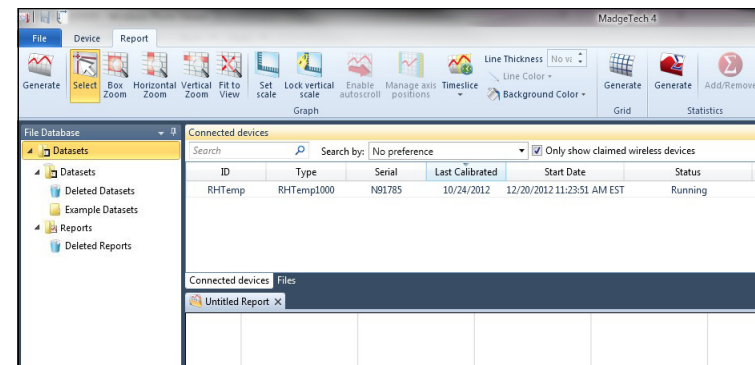 MadgeTech 4
File Device Report
Generate Select Box Zoom Horizontal Zoom Vertical Zoom Fit to View Set scale Lock vertical scale Enable autoscroll Manage axis positions Timeslice
Line Thickness
Line Color
Background Color
Generate Generate Add/Remove
Graph Grid Statistics
File Database
Connected devices
Datasets
Search Search by: No preference Only show claimed wireless devices
Datasets
ID Type Serial Last Calibrated Start Date Status
Deleted Datasets
RHTemp RHTemp1000 N91785 10/24/2012 12/20/2012 11:23:51 AM EST Running
Example Datasets
Reports
Deleted Reports
Connected devices Files
Untitled Report